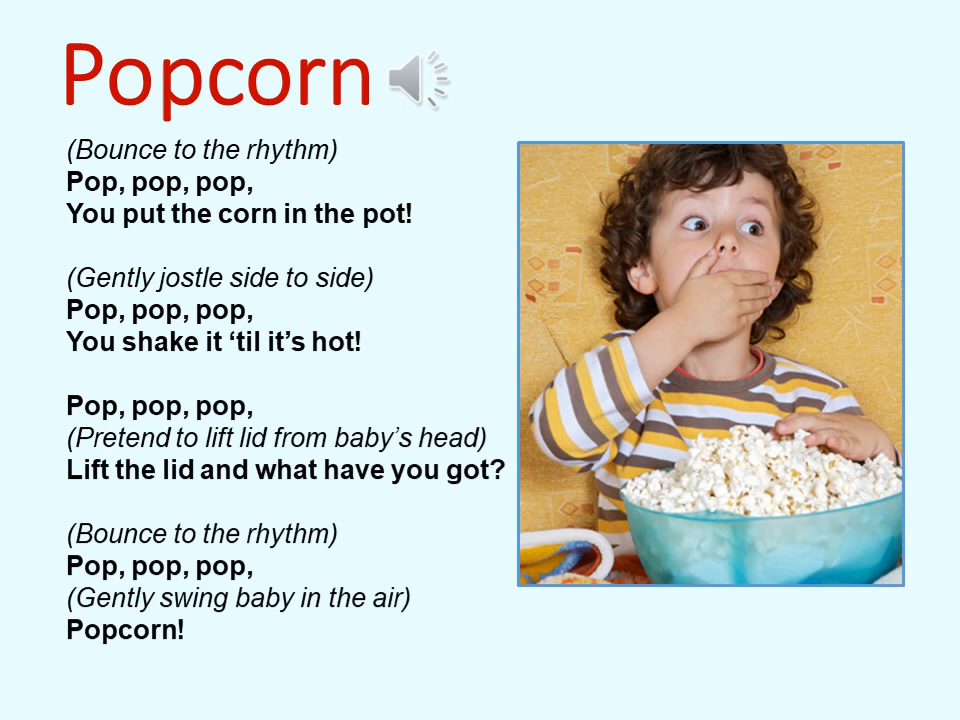 Popcorn
(Bounce to the rhythm)
Pop, pop, pop,
You put the corn in the pot!
(Gently jostle side to side)
Pop, pop, pop,
You shake it ‘til it’s hot!
Pop, pop, pop,
(Pretend to lift lid from baby’s head)
Lift the lid and what have you got?
(Bounce to the rhythm)
Pop, pop, pop,
(Gently swing baby in the air)
Popcorn!